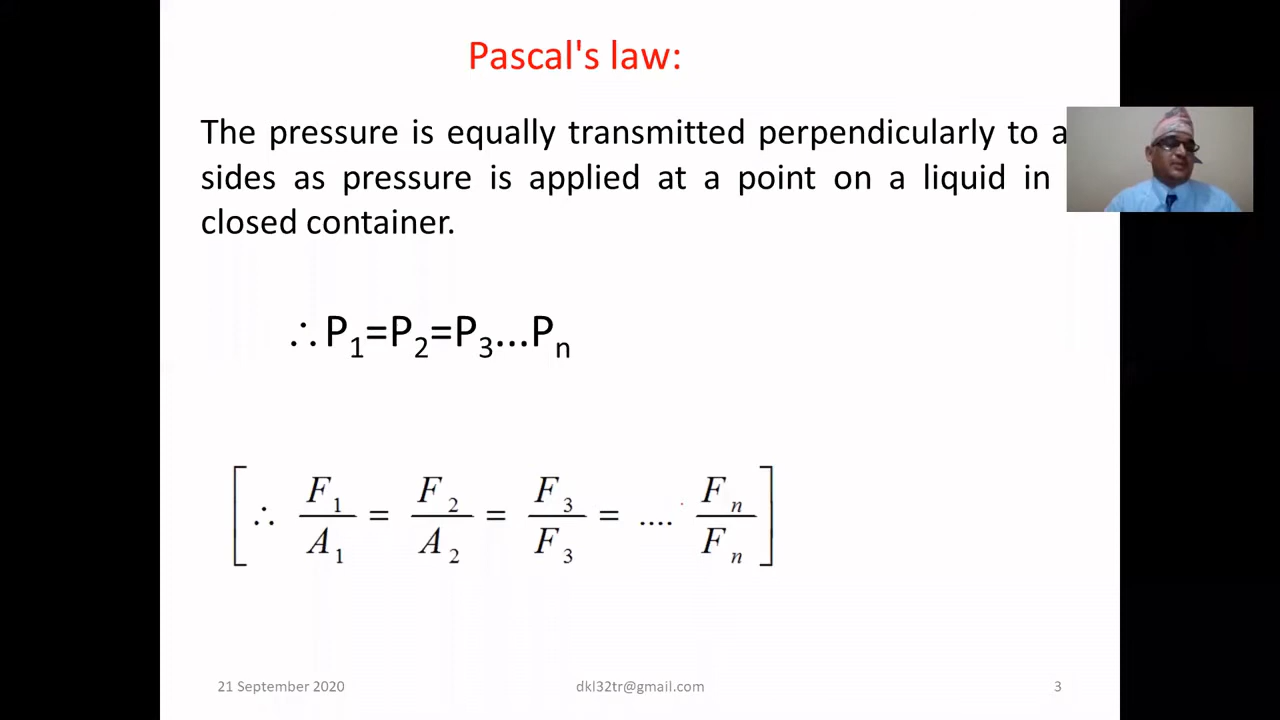 Pascal's law:
The pressure is equally transmitted perpendicularly to
sides as pressure is applied at a point on a liquid in
closed container.
∴P₁=P₂=P₃...Pₙ
[∴ F₁/A₁ = F₂/A₂ = F₃/F₃ = .... Fₙ/Fₙ]
21 September 2020 dkl32tr@gmail.com 3